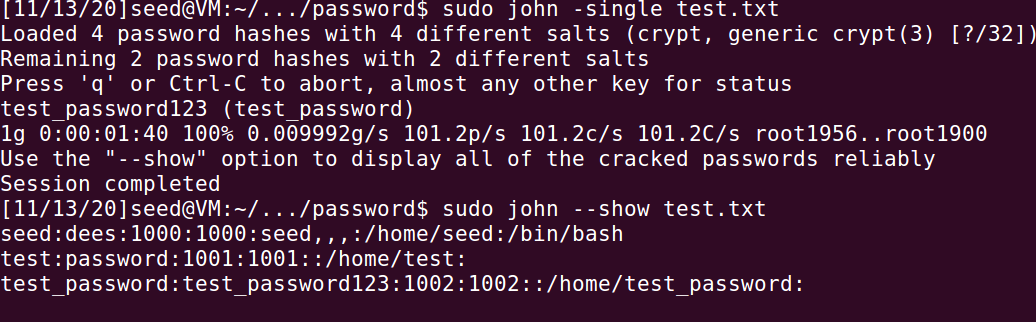 [11/13/20]seed@VM:~/.../password$ sudo john -single test.txt
Loaded 4 password hashes with 4 different salts (crypt, generic crypt(3) [?/32])
Remaining 2 password hashes with 2 different salts
Press 'q' or Ctrl-C to abort, almost any other key for status
test_password123 (test_password)
1g 0:00:01:40 100% 0.009992g/s 101.2p/s 101.2c/s 101.2C/s root1956..root1900
Use the "--show" option to display all of the cracked passwords reliably
Session completed
[11/13/20]seed@VM:~/.../password$ sudo john --show test.txt
seed:dees:1000:1000:seed,,,:/home/seed:/bin/bash
test:password:1001:1001::/home/test:
test_password:test_password123:1002:1002::/home/test_password: